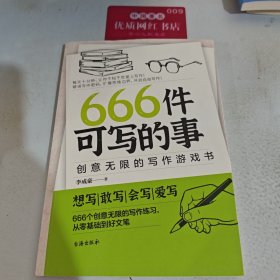 优质网红书店
009
666件
可写的事
创意无限的写作游戏书
李成豪 著
想写|敢写|会写|爱写
666个创意无限的写作练习,
从零基础到好文笔
台海出版社